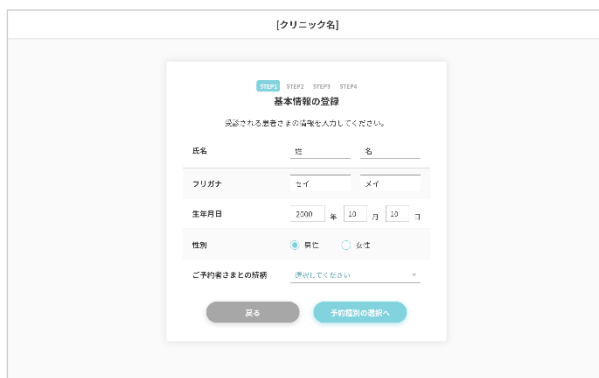 [クリニック名]
STEP1 STEP2 STEP3 STEP4
基本情報の登録
受診される患者さまの情報を入力してください。
氏名 姓 名
フリガナ セイ メイ
生年月日 2000 年 10 月 10 日
性別 男性 女性
ご予約者さまとの続柄 選択してください
戻る 予約種別の選択へ